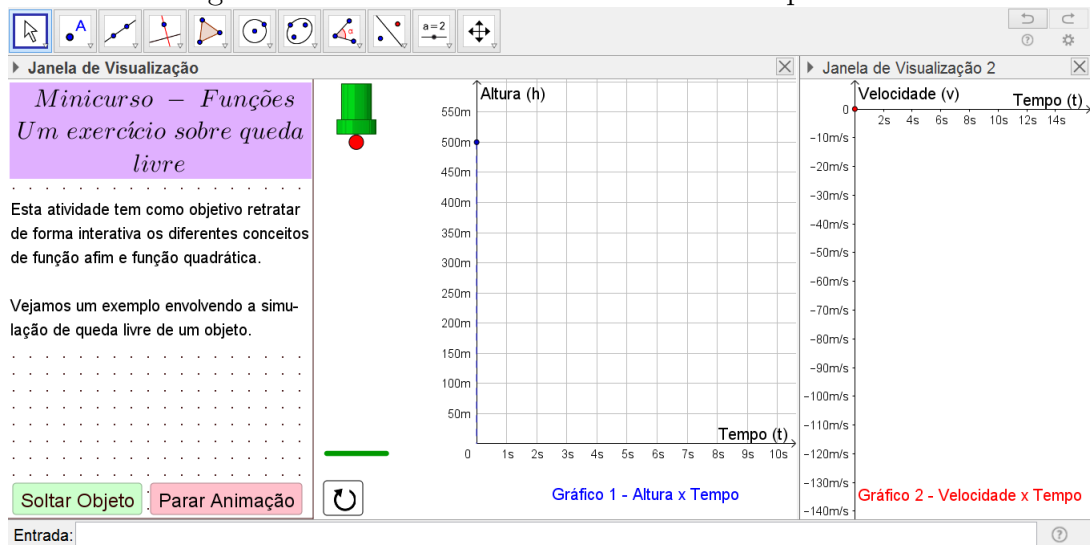 a=2
Janela de Visualização
Janela de Visualização 2
Minicurso − Funções
Um exercício sobre queda
livre
Esta atividade tem como objetivo retratar
de forma interativa os diferentes conceitos
de função afim e função quadrática.
Vejamos um exemplo envolvendo a simu-
lação de queda livre de um objeto.
Soltar Objeto
Parar Animação
Altura (h)
550m
500m
450m
400m
350m
300m
250m
200m
150m
100m
50m
0
1s 2s 3s 4s 5s 6s 7s 8s 9s 10s
Tempo (t)
Gráfico 1 - Altura x Tempo
Velocidade (v)
Tempo (t)
0
2s 4s 6s 8s 10s 12s 14s
−10m/s
−20m/s
−30m/s
−40m/s
−50m/s
−60m/s
−70m/s
−80m/s
−90m/s
−100m/s
−110m/s
−120m/s
−130m/s
−140m/s
Gráfico 2 - Velocidade x Tempo
Entrada: